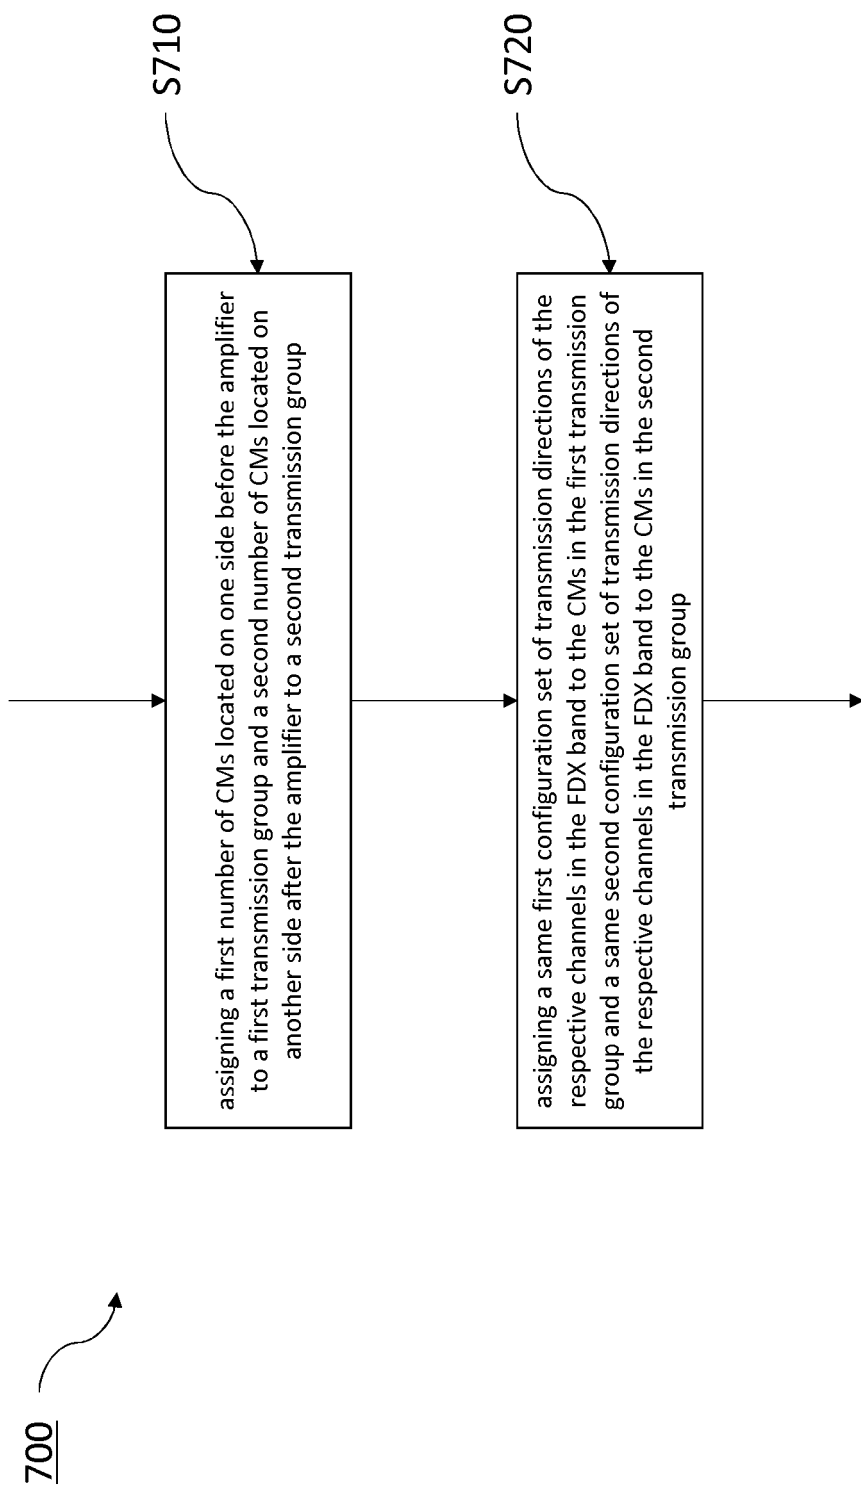 700
S710
assigning a first number of CMs located on one side before the amplifier
to a first transmission group and a second number of CMs located on
another side after the amplifier to a second transmission group
S720
assigning a same first configuration set of transmission directions of the
respective channels in the FDX band to the CMs in the first transmission
group and a same second configuration set of transmission directions of
the respective channels in the FDX band to the CMs in the second
transmission group